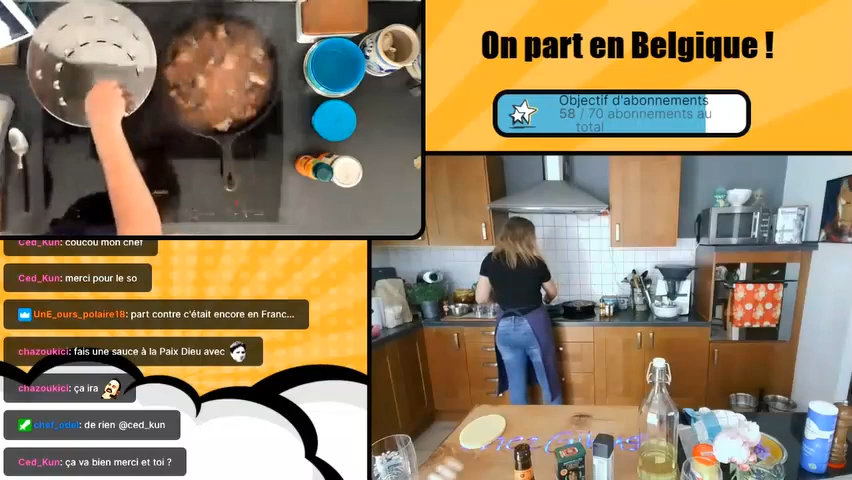 On part en Belgique !
Objectif d'abonnements
58 / 70 abonnements au
total
Ced_Kun: coucou mon chef
Ced_Kun: merci pour le so
UnE_ours_polaire18: part contre c'était encore en Franc...
chazoukici: fais une sauce à la Paix Dieu avec
chazoukici: ça ira
chef_odel: de rien @ced_kun
Ced_Kun: ça va bien merci et toi ?